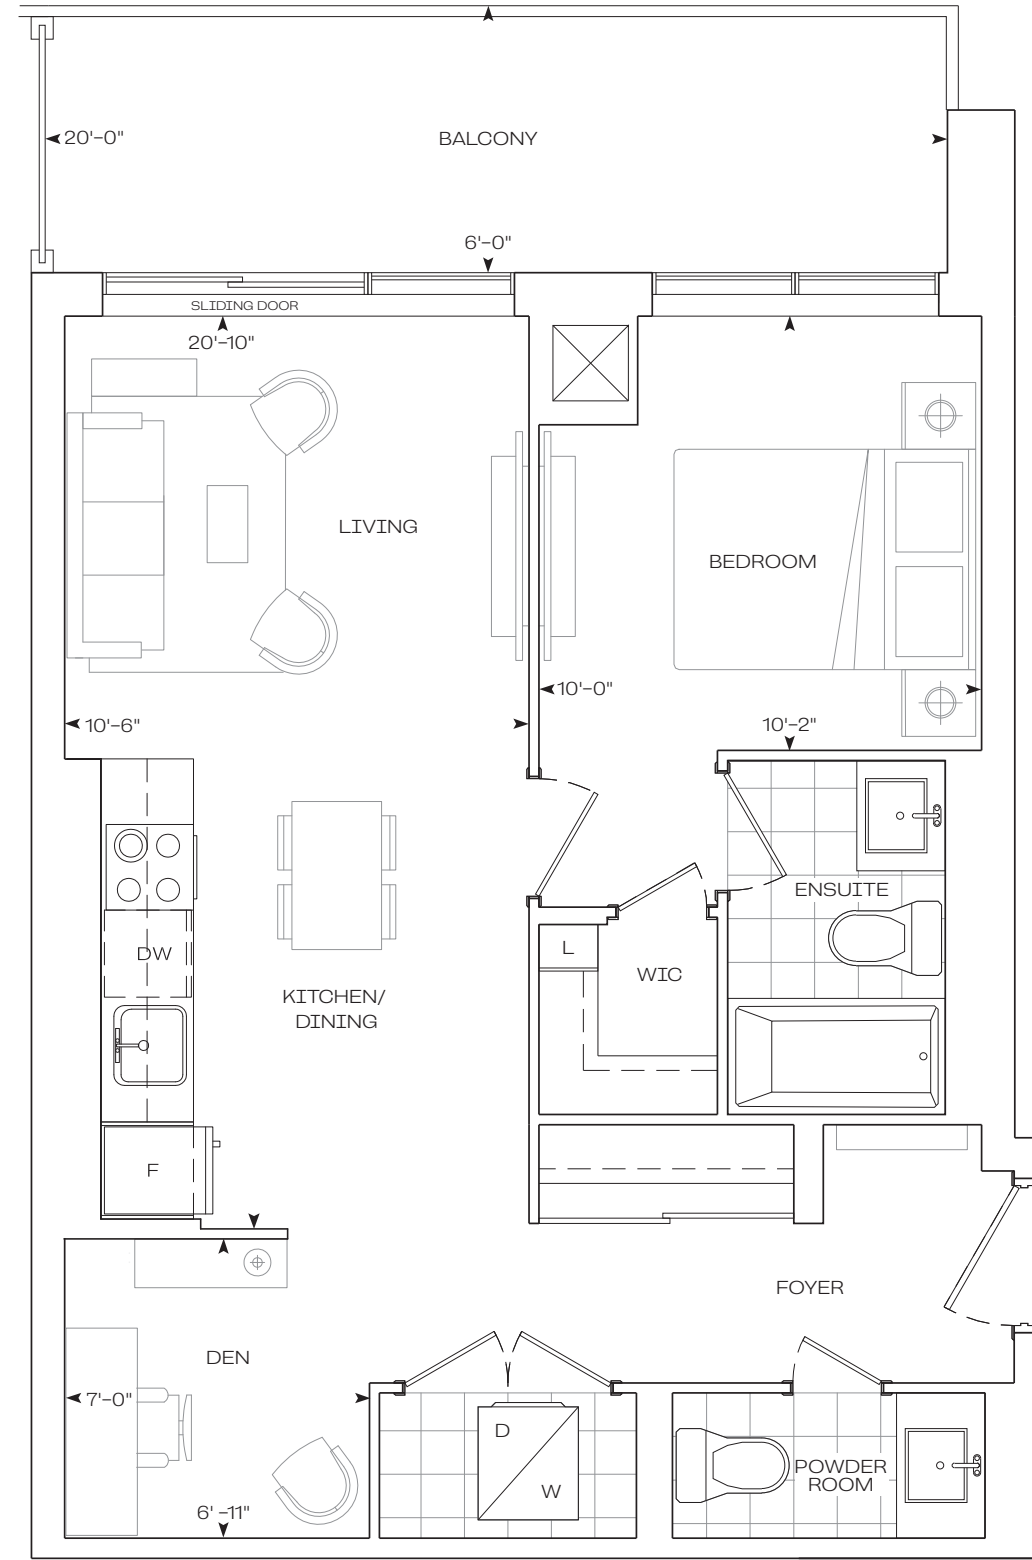 20'-0"
BALCONY
6'-0"
SLIDING DOOR
20'-10"
LIVING
BEDROOM
10'-0"
10'-6"
10'-2"
ENSUITE
DW
L
WIC
KITCHEN/
DINING
F
FOYER
DEN
7'-0"
D
W
POWDER
ROOM
6' -11"